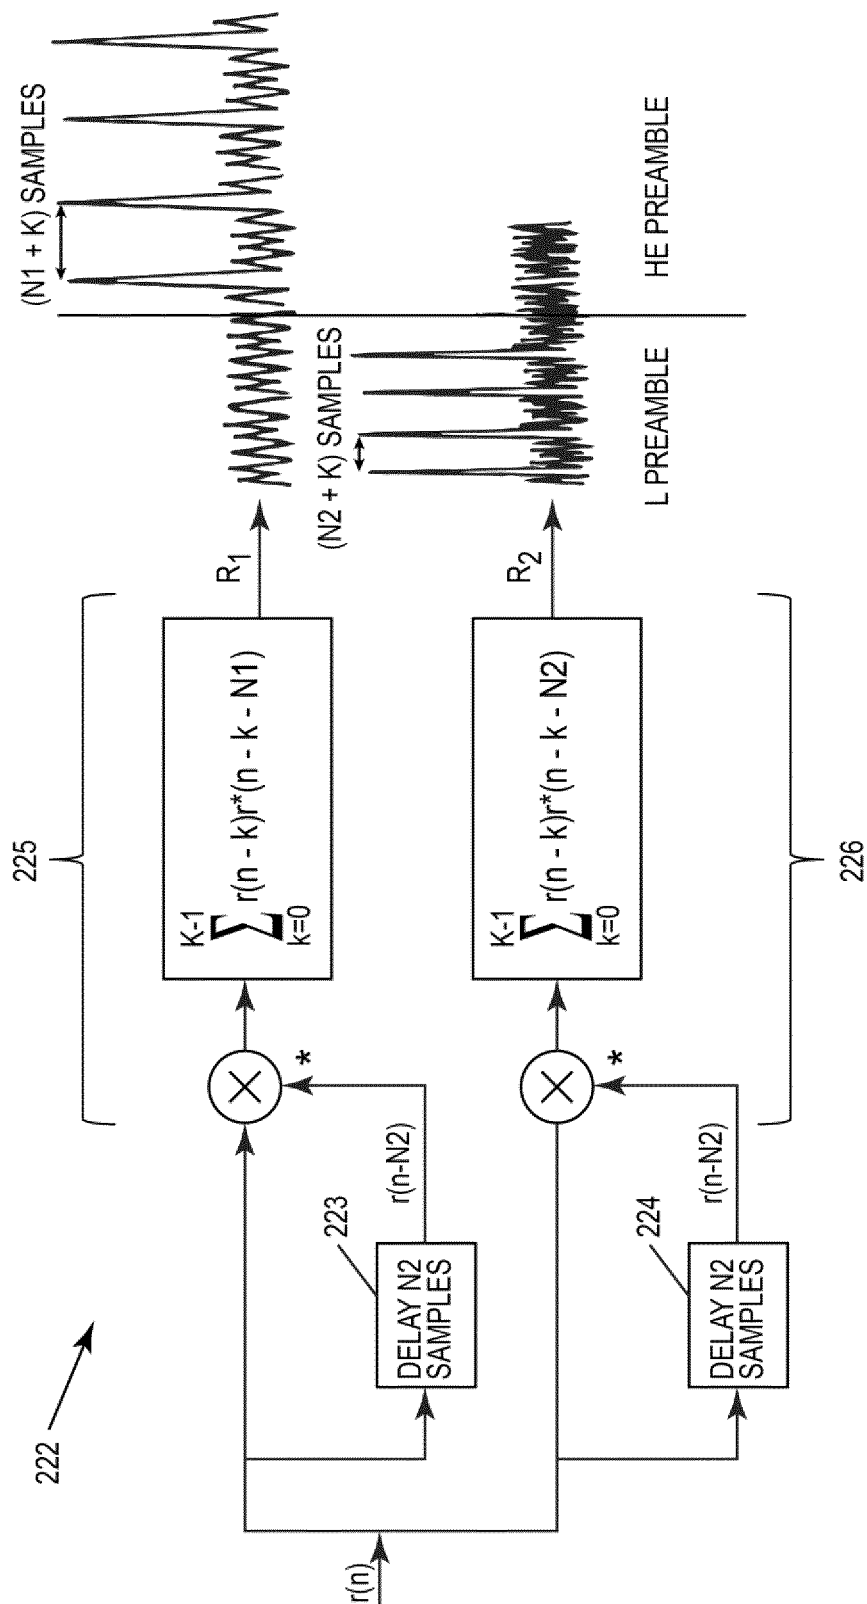 222
r(n)
DELAY N2
SAMPLES
223
r(n-N2)
*
225
K-1
∑ r(n - k)r*(n - k - N1)
k=0
R1
(N1 + K) SAMPLES
DELAY N2
SAMPLES
224
r(n-N2)
*
226
K-1
∑ r(n - k)r*(n - k - N2)
k=0
R2
(N2 + K) SAMPLES
L PREAMBLE
HE PREAMBLE